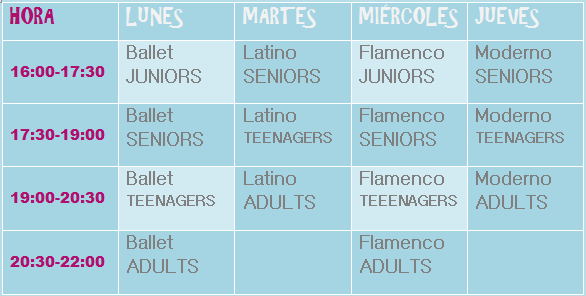 HORA LUNES MARTES MIÉRCOLES JUEVES
16:00-17:30 Ballet JUNIORS Latino SENIORS Flamenco JUNIORS Moderno SENIORS
17:30-19:00 Ballet SENIORS Latino TEENAGERS Flamenco SENIORS Moderno TEENAGERS
19:00-20:30 Ballet TEENAGERS Latino ADULTS Flamenco TEEENAGERS Moderno ADULTS
20:30-22:00 Ballet ADULTS Flamenco ADULTS